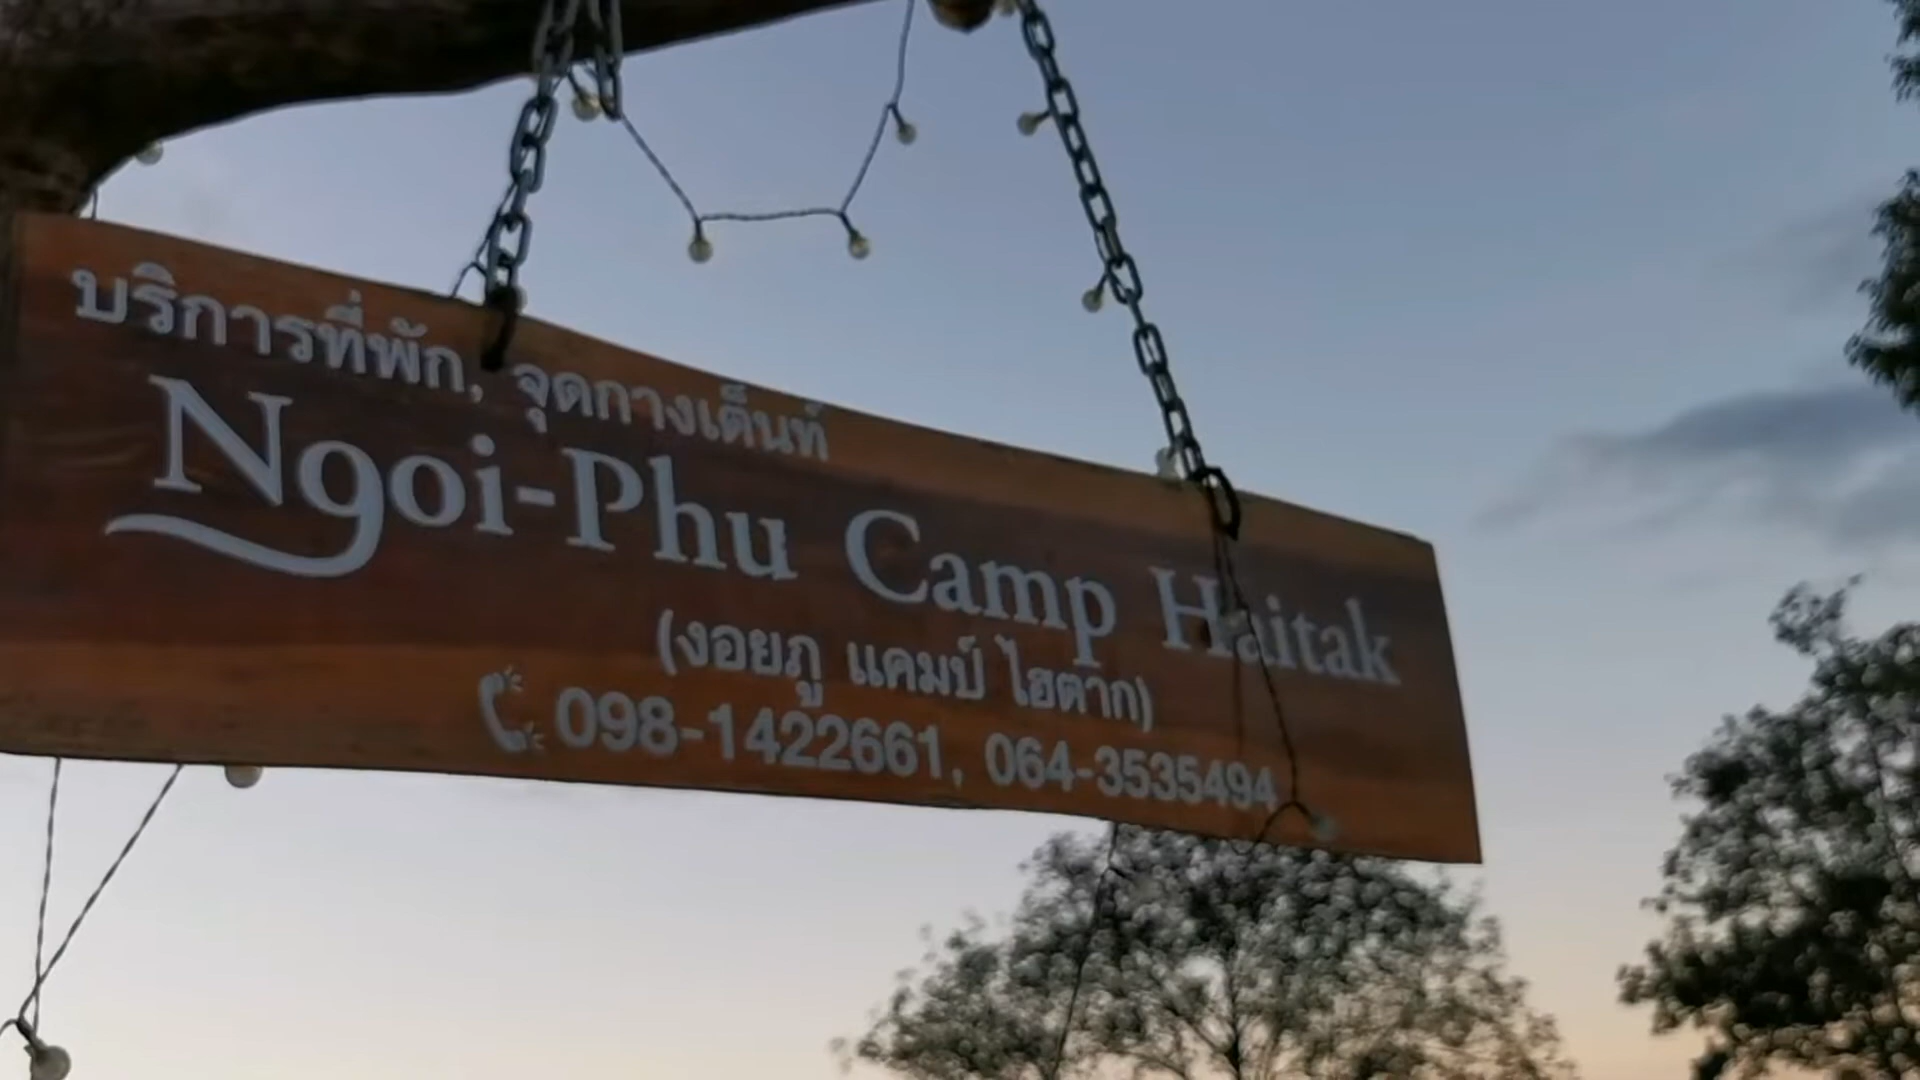 บริการที่พัก, จุดกางเต็นท์
Ngoi-Phu Camp Haitak
(งอยภู แคมป์ ไฮตาก)
098-1422661, 064-3535494